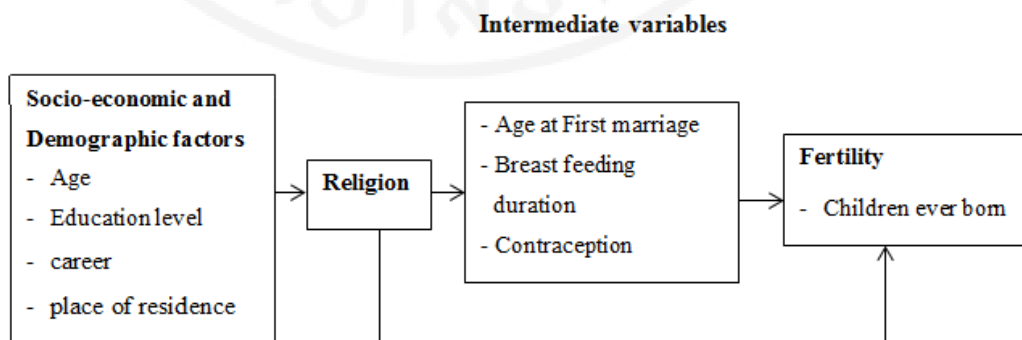 Intermediate variables
Socio-economic and
Demographic factors
- Age
- Education level
- career
- place of residence
Religion
- Age at First marriage
- Breast feeding
duration
- Contraception
Fertility
- Children ever born